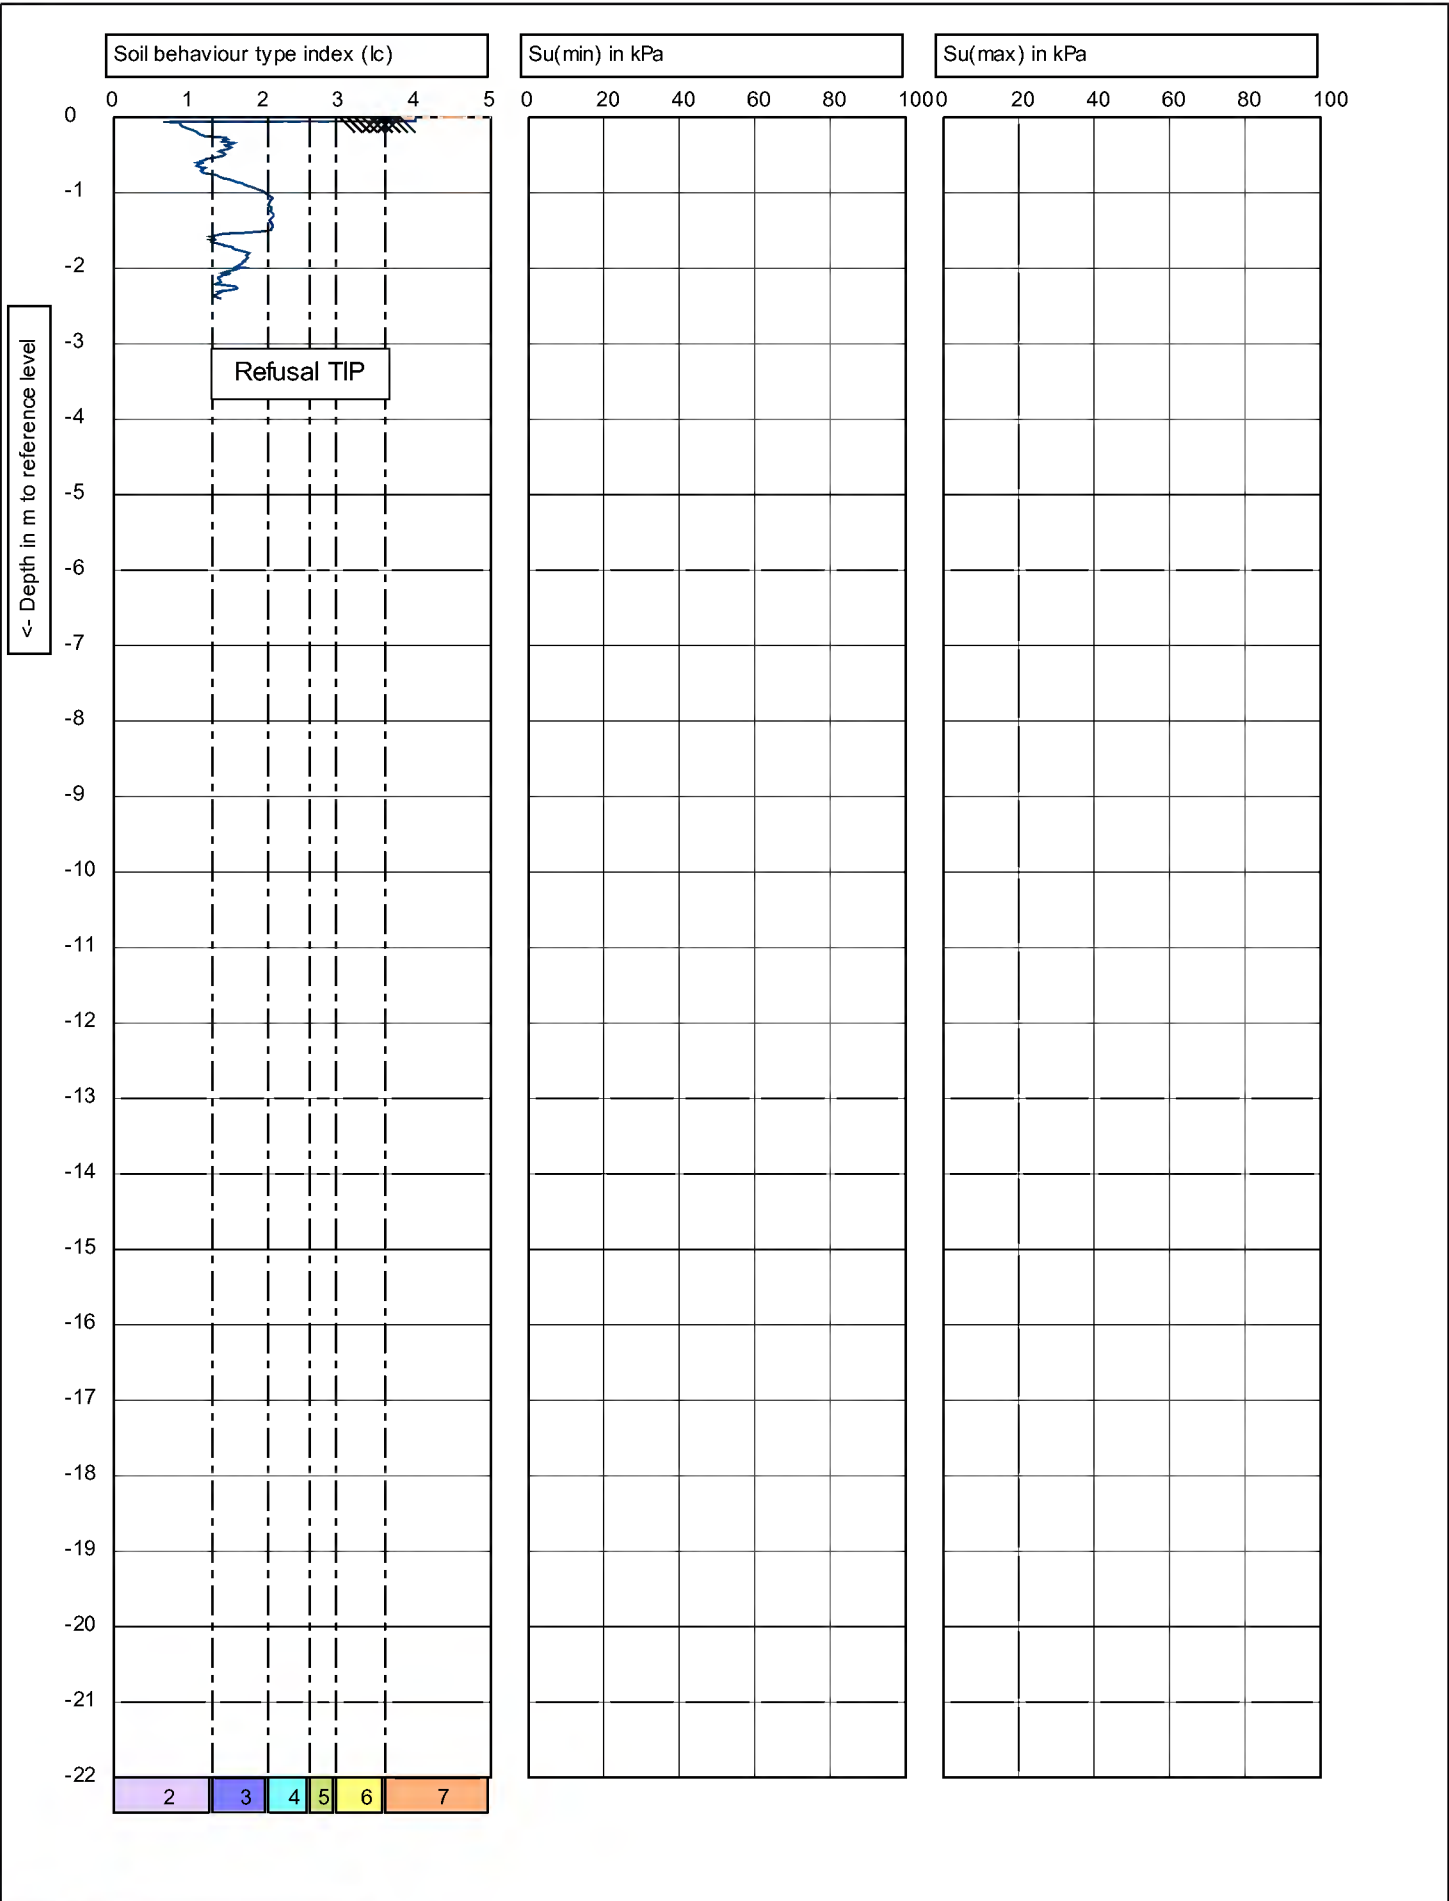 Soil behaviour type index (Ic)
Su(min) in kPa
Su(max) in kPa
0 1 2 3 4 5
0 20 40 60 80 100
0 20 40 60 80 100
0
-1
-2
-3
Refusal TIP
<- Depth in m to reference level
-4
-5
-6
-7
-8
-9
-10
-11
-12
-13
-14
-15
-16
-17
-18
-19
-20
-21
-22
2 3 4 5 6 7